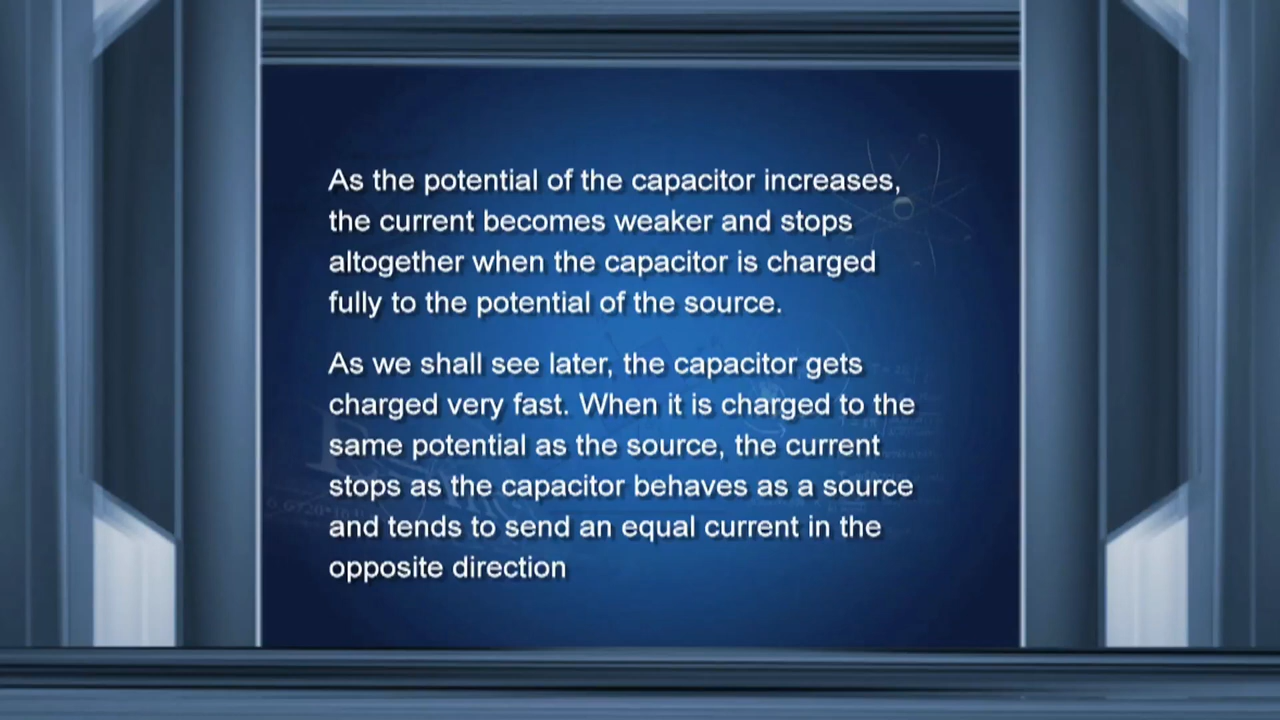 As the potential of the capacitor increases,
the current becomes weaker and stops
altogether when the capacitor is charged
fully to the potential of the source.
As we shall see later, the capacitor gets
charged very fast. When it is charged to the
same potential as the source, the current
stops as the capacitor behaves as a source
and tends to send an equal current in the
opposite direction